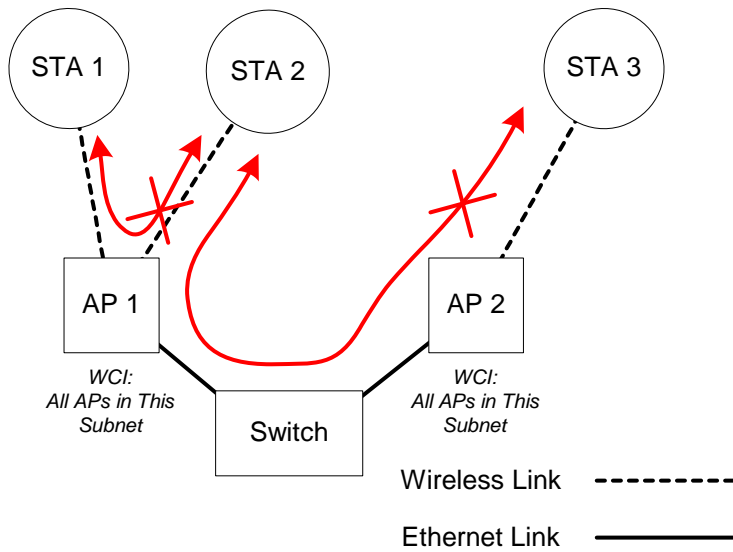 STA 1
STA 2
STA 3
AP 1
AP 2
WCI:
All APs in This
Subnet
WCI:
All APs in This
Subnet
Switch
Wireless Link
Ethernet Link